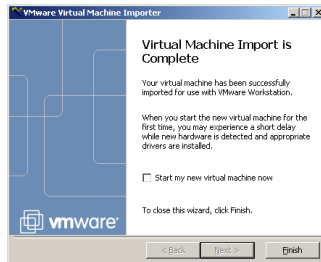 VMware Virtual Machine Importer
Virtual Machine Import is
Complete
Your virtual machine has been successfully
imported for use with VMware Workstation.
When you start the new virtual machine for the
first time, you may experience a short delay
while new hardware is detected and appropriate
drivers are installed.
Start my new virtual machine now
To close this wizard, click Finish.
vmware®
< Back
Next >
Finish